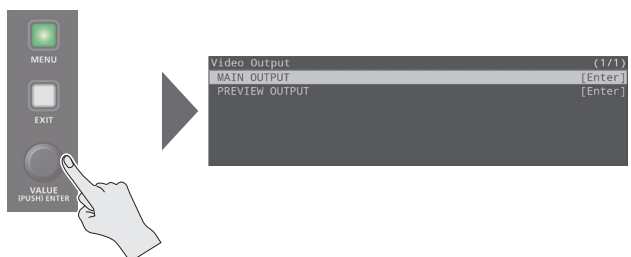 MENU
EXIT
VALUE
(PUSH) ENTER
Video Output (1/1)
MAIN OUTPUT [Enter]
PREVIEW OUTPUT [Enter]